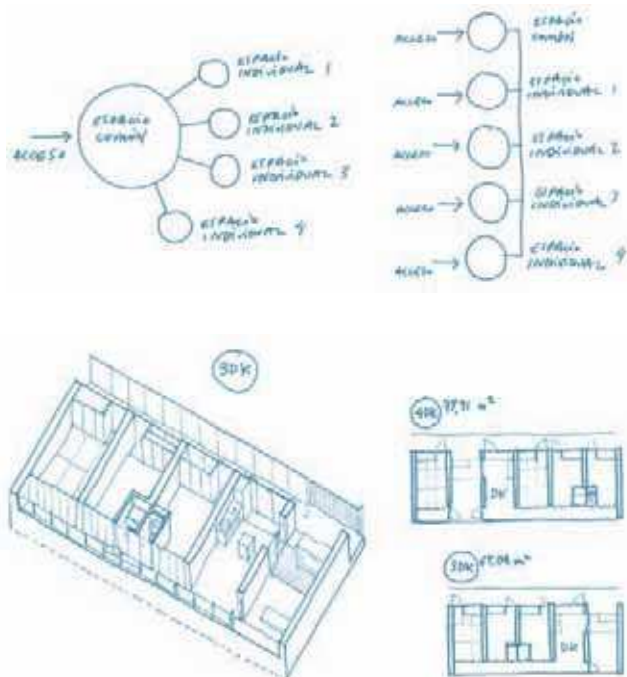 ESPACIO
INDIVIDUAL 1
ESPACIO
INDIVIDUAL 2
ESPACIO
INDIVIDUAL 3
ESPACIO
INDIVIDUAL 4
ESPACIO
COMÚN
ACCESO
ACCESO
ESPACIO
COMÚN
ACCESO
ESPACIO
INDIVIDUAL 1
ACCESO
ESPACIO
INDIVIDUAL 2
ACCESO
ESPACIO
INDIVIDUAL 3
ACCESO
ESPACIO
INDIVIDUAL 4
3DK
4DK
m²
DK
3DK
m²
DK